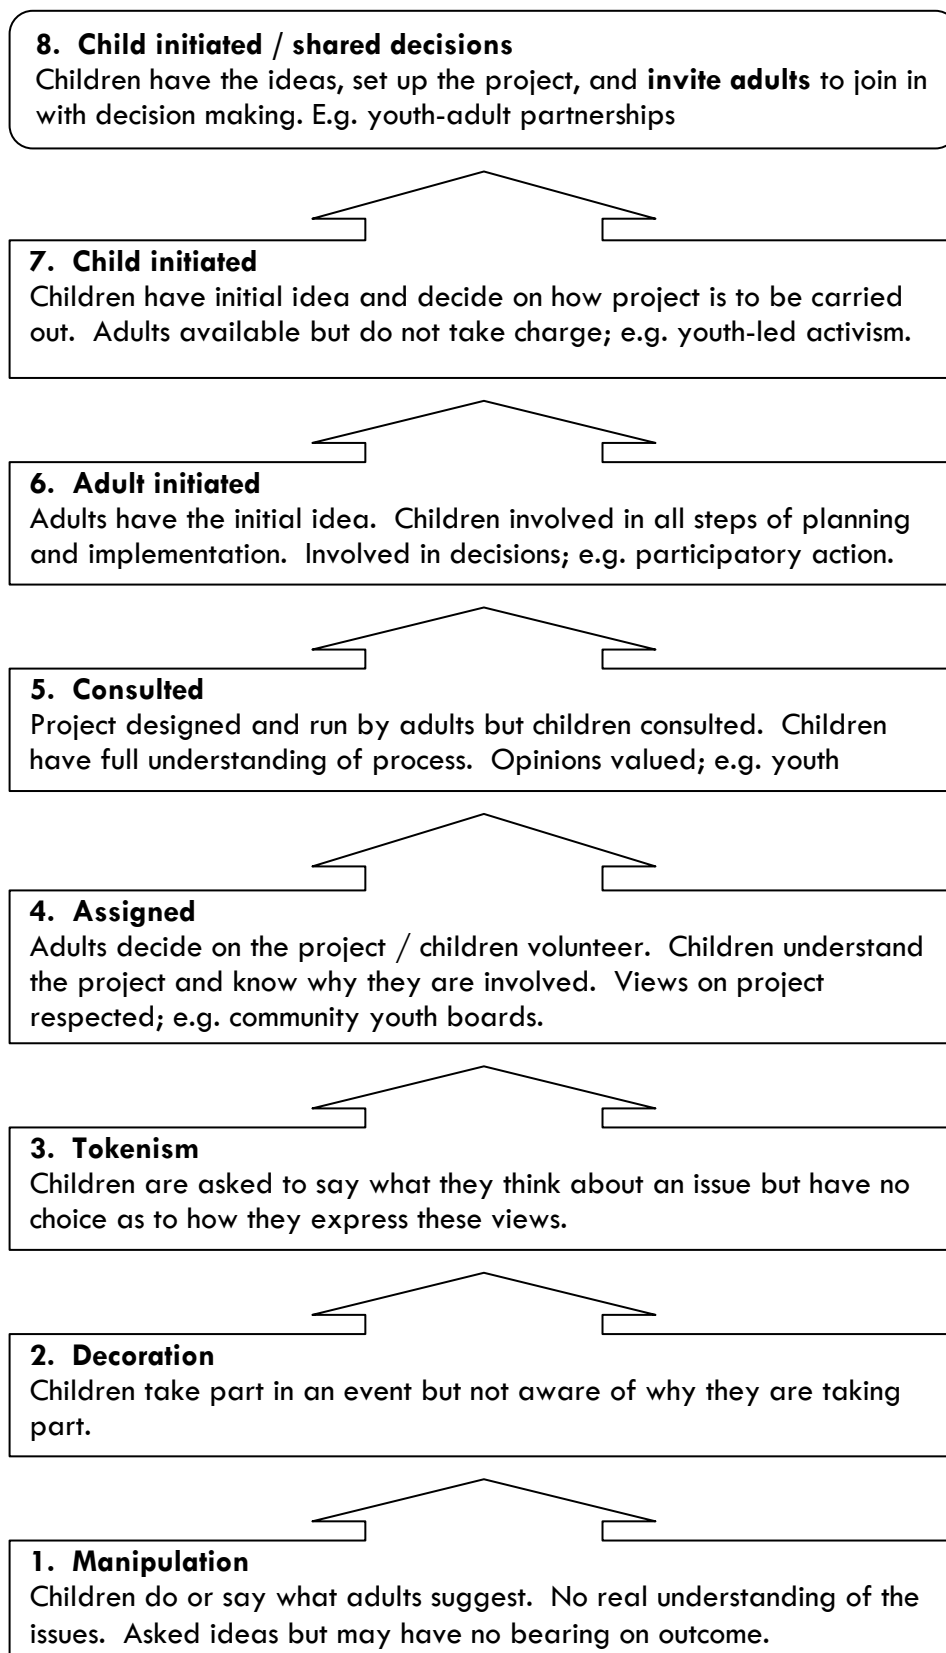 8. Child initiated / shared decisions
Children have the ideas, set up the project, and invite adults to join in
with decision making. E.g. youth-adult partnerships
7. Child initiated
Children have initial idea and decide on how project is to be carried
out. Adults available but do not take charge; e.g. youth-led activism.
6. Adult initiated
Adults have the initial idea. Children involved in all steps of planning
and implementation. Involved in decisions; e.g. participatory action.
5. Consulted
Project designed and run by adults but children consulted. Children
have full understanding of process. Opinions valued; e.g. youth
4. Assigned
Adults decide on the project / children volunteer. Children understand
the project and know why they are involved. Views on project
respected; e.g. community youth boards.
3. Tokenism
Children are asked to say what they think about an issue but have no
choice as to how they express these views.
2. Decoration
Children take part in an event but not aware of why they are taking
part.
1. Manipulation
Children do or say what adults suggest. No real understanding of the
issues. Asked ideas but may have no bearing on outcome.